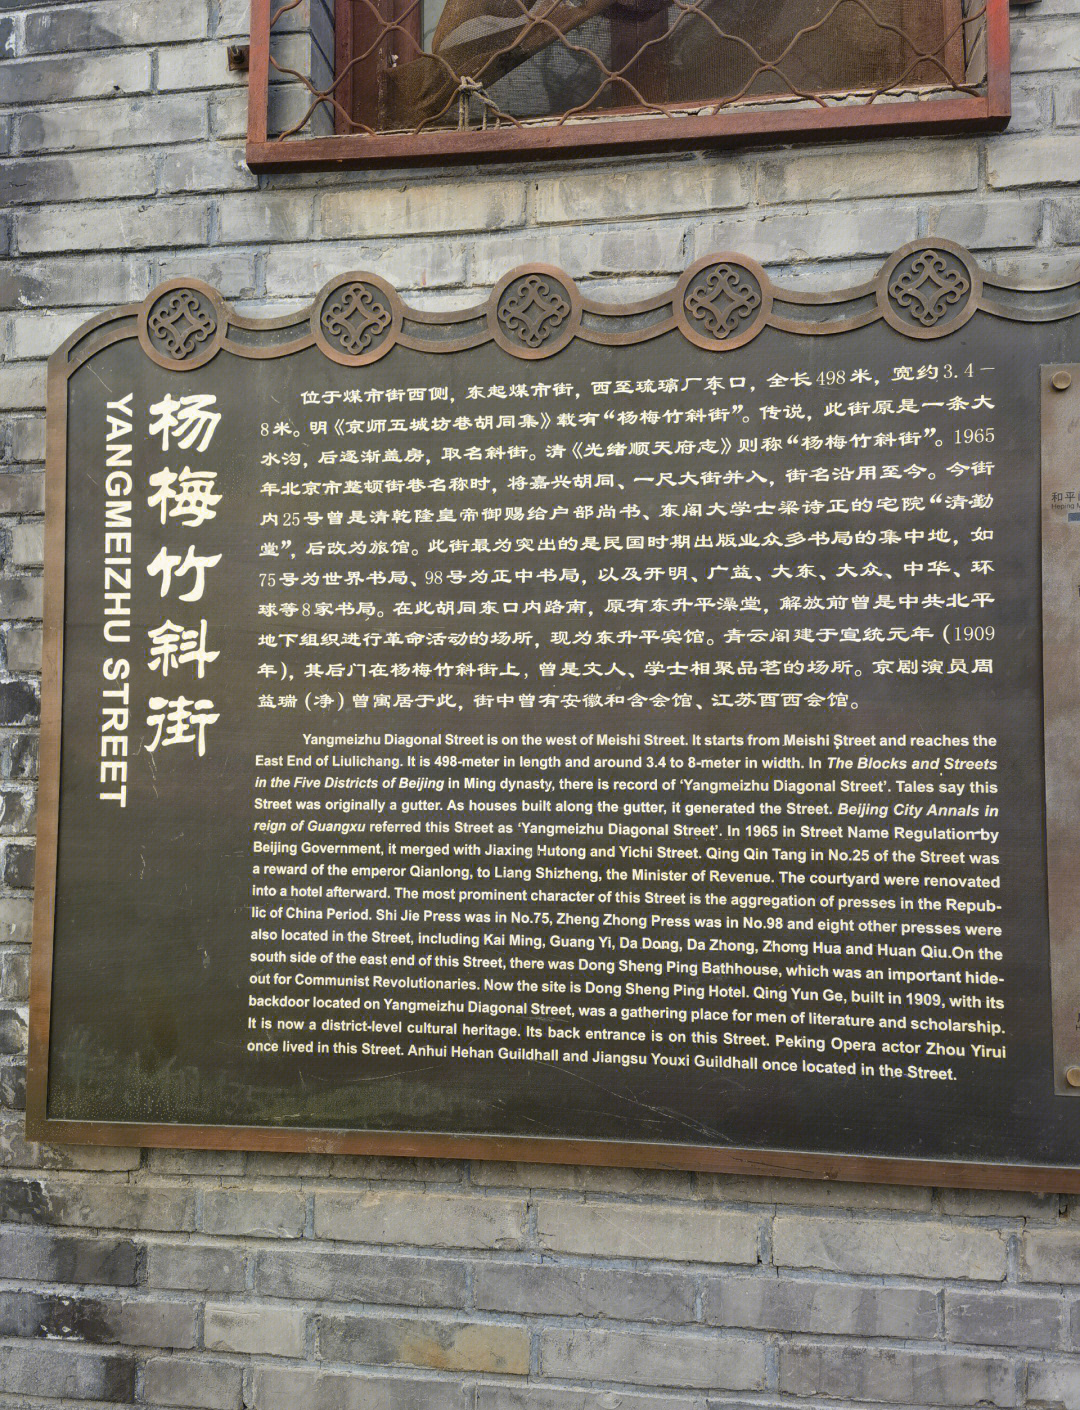 杨梅竹斜街
YANGMEIZHU STREET
位于煤市街西侧，东起煤市街，西至琉璃厂东口，全长498米，宽约3.4—
8米。明《京师五城坊巷胡同集》载有“杨梅竹斜街”。传说，此街原是一条大
水沟，后逐渐盖房，取名斜街。清《光绪顺天府志》则称“杨梅竹斜街”。1965
年北京市整顿街巷名称时，将嘉兴胡同、一尺大街并入，街名沿用至今。今街
内25号曾是清乾隆皇帝御赐给户部尚书、东阁大学士梁诗正的宅院“清勤
堂”，后改为旅馆。此街最为突出的是民国时期出版业众多书局的集中地，如
75号为世界书局、98号为正中书局，以及开明、广益、大东、大众、中华、环
球等8家书局。在此胡同东口内路南，原有东升平澡堂，解放前曾是中共北平
地下组织进行革命活动的场所，现为东升平宾馆。青云阁建于宣统元年（1909
年），其后门在杨梅竹斜街上，曾是文人、学士相聚品茗的场所。京剧演员周
益瑞（净）曾寓居于此，街中曾有安徽和含会馆、江苏酉西会馆。
Yangmeizhu Diagonal Street is on the west of Meishi Street. It starts from Meishi Street and reaches the
East End of Liulichang. It is 498-meter in length and around 3.4 to 8-meter in width. In The Blocks and Streets
in the Five Districts of Beijing in Ming dynasty, there is record of ‘Yangmeizhu Diagonal Street’. Tales say this
Street was originally a gutter. As houses built along the gutter, it generated the Street. Beijing City Annals in
reign of Guangxu referred this Street as ‘Yangmeizhu Diagonal Street’. In 1965 in Street Name Regulation by
Beijing Government, it merged with Jiaxing Hutong and Yichi Street. Qing Qin Tang in No.25 of the Street was
a reward of the emperor Qianlong, to Liang Shizheng, the Minister of Revenue. The courtyard were renovated
into a hotel afterward. The most prominent character of this Street is the aggregation of presses in the Repub-
lic of China Period. Shi Jie Press was in No.75, Zheng Zhong Press was in No.98 and eight other presses were
also located in the Street, including Kai Ming, Guang Yi, Da Dong, Da Zhong, Zhong Hua and Huan Qiu.On the
south side of the east end of this Street, there was Dong Sheng Ping Bathhouse, which was an important hide-
out for Communist Revolutionaries. Now the site is Dong Sheng Ping Hotel. Qing Yun Ge, built in 1909, with its
backdoor located on Yangmeizhu Diagonal Street, was a gathering place for men of literature and scholarship.
It is now a district-level cultural heritage. Its back entrance is on this Street. Peking Opera actor Zhou Yirui
once lived in this Street. Anhui Hehan Guildhall and Jiangsu Youxi Guildhall once located in the Street.
和平
Heping